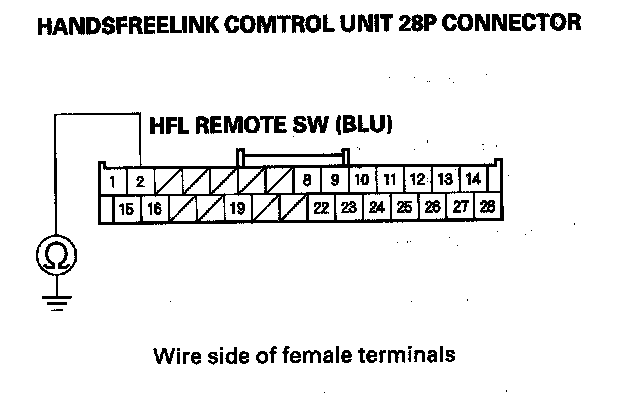 HANDSFREELINK COMTROL UNIT 28P CONNECTOR
HFL REMOTE SW (BLU)
1 2 8 9 10 11 12 13 14
15 16 19 22 23 24 25 26 27 28
Ω
Wire side of female terminals